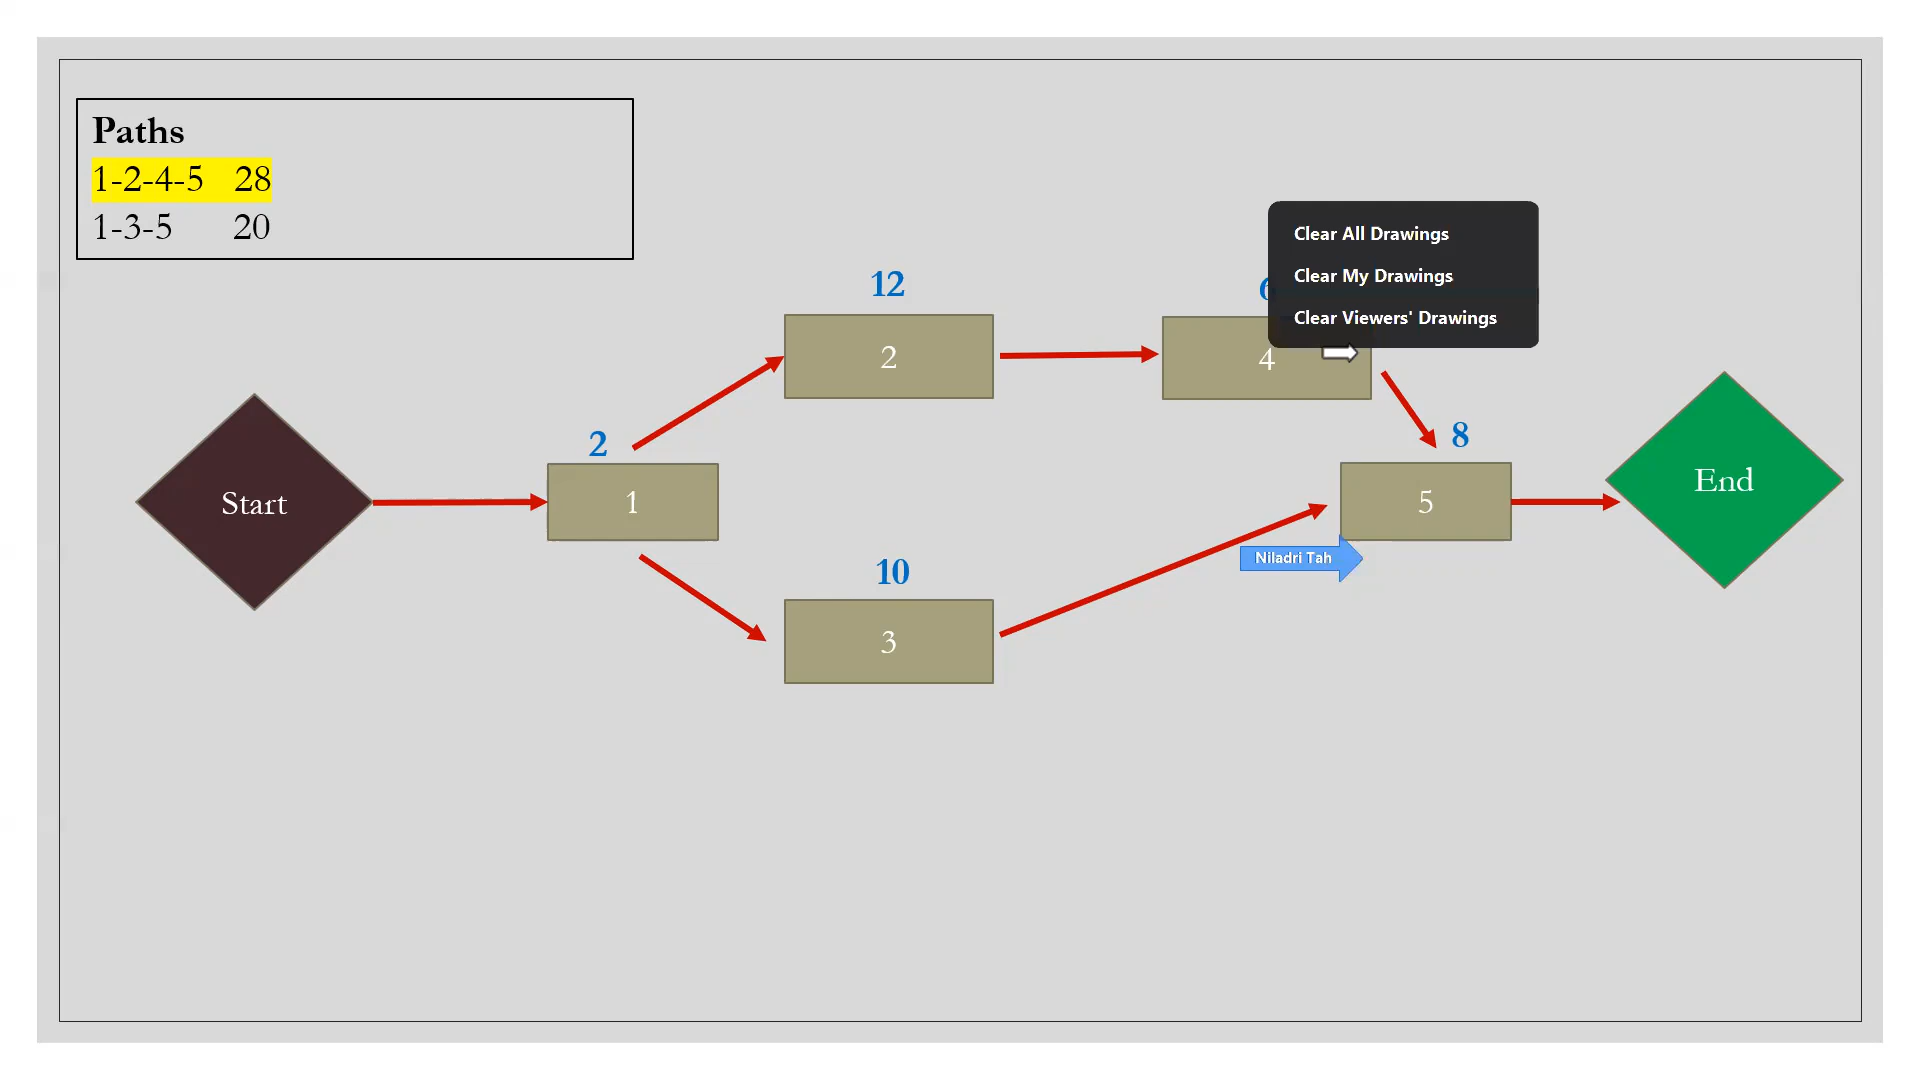 Paths
1-2-4-5 28
1-3-5 20
Clear All Drawings
Clear My Drawings
Clear Viewers' Drawings
12
6
2
4
2
8
Start
1
5
End
Niladri Tah
10
3